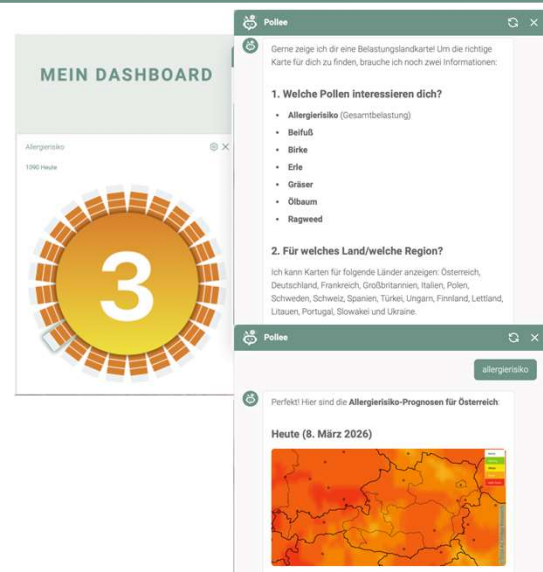 MEIN DASHBOARD
Allergierisiko
1090 Heute
3
Pollee
Gerne zeige ich dir eine Belastungslandkarte! Um die richtige
Karte für dich zu finden, brauche ich noch zwei Informationen:
1. Welche Pollen interessieren dich?
• Allergierisiko (Gesamtbelastung)
• Beifuß
• Birke
• Erle
• Gräser
• Ölbaum
• Ragweed
2. Für welches Land/welche Region?
Ich kann Karten für folgende Länder anzeigen: Österreich,
Deutschland, Frankreich, Großbritannien, Italien, Polen,
Schweden, Schweiz, Spanien, Türkei, Ungarn, Finnland, Lettland,
Litauen, Portugal, Slowakei und Ukraine.
Pollee
allergierisiko
Perfekt! Hier sind die Allergierisiko-Prognosen für Österreich:
Heute (8. März 2026)